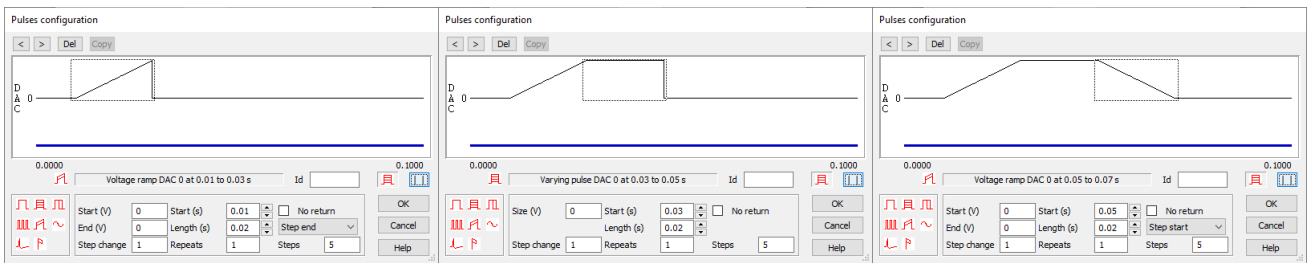 Pulses configuration
< > Del Copy
D
A 0
C
0.0000 0.1000
Voltage ramp DAC 0 at 0.01 to 0.03 s Id
Start (V) 0 Start (s) 0.01 No return OK
End (V) 0 Length (s) 0.02 Step end Cancel
Step change 1 Repeats 1 Steps 5 Help
Pulses configuration
< > Del Copy
D
A 0
C
0.0000 0.1000
Varying pulse DAC 0 at 0.03 to 0.05 s Id
Size (V) 0 Start (s) 0.03 No return OK
Length (s) 0.02 Cancel
Step change 1 Repeats 1 Steps 5 Help
Pulses configuration
< > Del Copy
D
A 0
C
0.0000 0.1000
Voltage ramp DAC 0 at 0.05 to 0.07 s Id
Start (V) 0 Start (s) 0.05 No return OK
End (V) 0 Length (s) 0.02 Step start Cancel
Step change 1 Repeats 1 Steps 5 Help